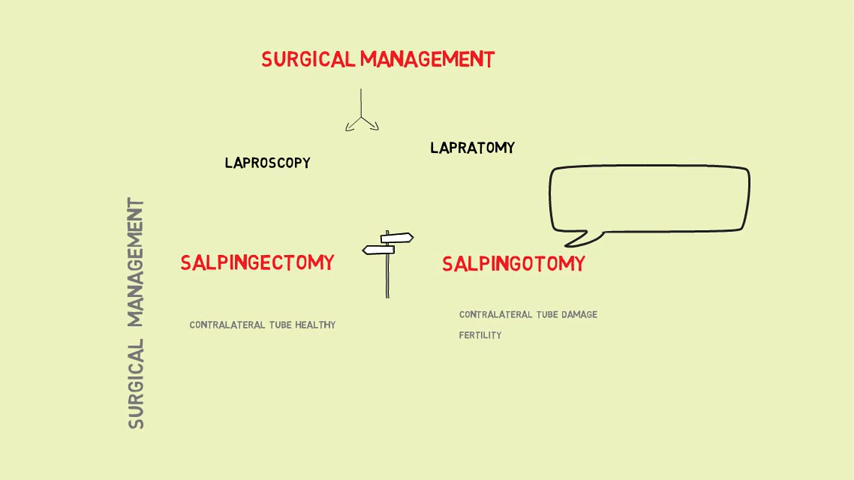 SURGICAL MANAGEMENT
LAPROSCOPY
LAPRATOMY
SALPINGECTOMY
SALPINGOTOMY
CONTRALATERAL TUBE HEALTHY
CONTRALATERAL TUBE DAMAGE
FERTILITY
SURGICAL MANAGEMENT